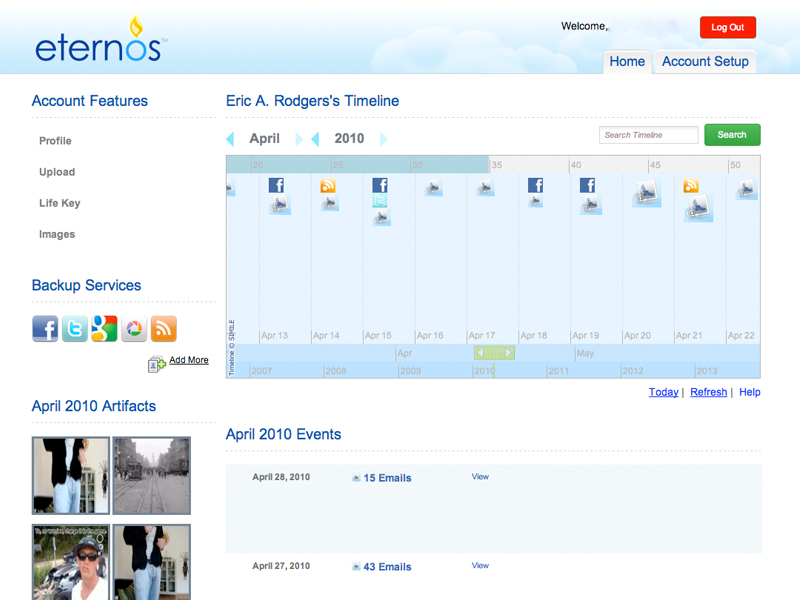 eternos™
Welcome,
Log Out
Home
Account Setup
Account Features
Profile
Upload
Life Key
Images
Backup Services
Add More
April 2010 Artifacts
Eric A. Rodgers's Timeline
April
2010
Search Timeline
Search
20 25 30 35 40 45 50
Apr 13 Apr 14 Apr 15 Apr 16 Apr 17 Apr 18 Apr 19 Apr 20 Apr 21 Apr 22
Timeline © SIMILE
Apr May
2007 2008 2009 2010 2011 2012 2013
Today | Refresh | Help
April 2010 Events
April 28, 2010 15 Emails View
April 27, 2010 43 Emails View